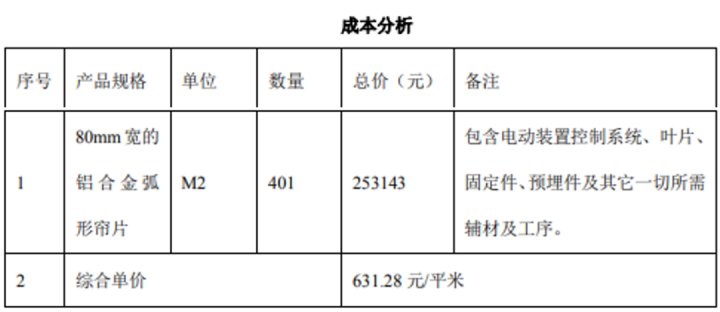 成本分析
序号 产品规格 单位 数量 总价（元） 备注
1 80mm 宽的铝合金弧形帘片 M2 401 253143 包含电动装置控制系统、叶片、固定件、预埋件及其它一切所需辅材及工序。
2 综合单价 631.28 元/平米